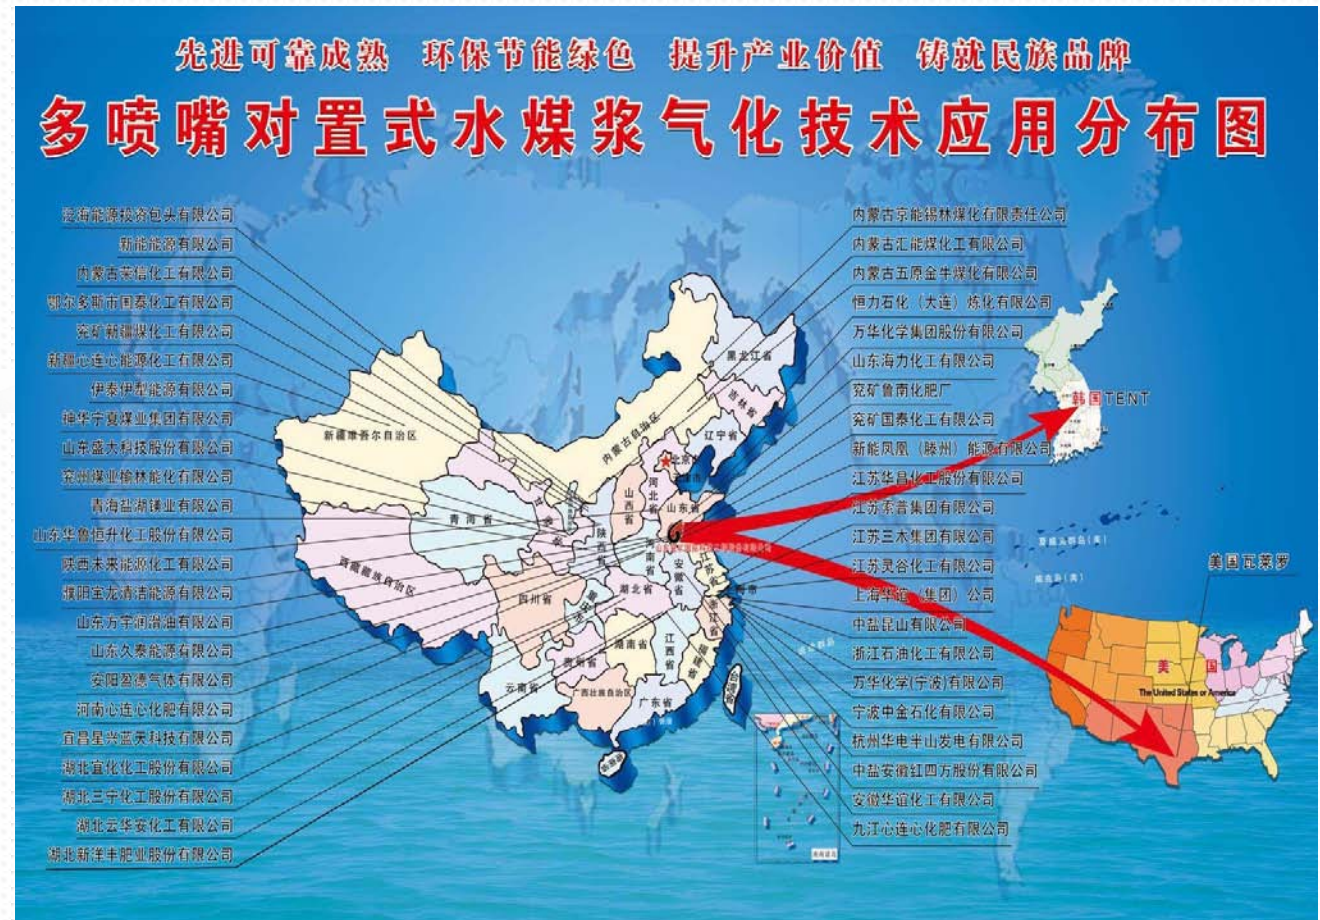 先进可靠成熟 环保节能绿色 提升产业价值 铸就民族品牌
多喷嘴对置式水煤浆气化技术应用分布图
泛海能源投资包头有限公司
新能能源有限公司
内蒙古荣信化工有限公司
鄂尔多斯市国泰化工有限公司
兖矿新疆煤化工有限公司
新疆心连心能源化工有限公司
伊泰伊犁能源有限公司
神华宁夏煤业集团有限公司
山东盛大科技股份有限公司
兖州煤业榆林能化有限公司
青海盐湖镁业有限公司
山东华鲁恒升化工股份有限公司
陕西未来能源化工有限公司
濮阳宝龙清洁能源有限公司
山东方宇润滑油有限公司
山东久泰能源有限公司
安阳盈德气体有限公司
河南心连心化肥有限公司
宜昌星兴蓝天科技有限公司
湖北宜化化工股份有限公司
湖北三宁化工股份有限公司
湖北云华安化工有限公司
湖北新洋丰肥业股份有限公司
内蒙古京能锡林煤化有限责任公司
内蒙古汇能煤化工有限公司
内蒙古五原金牛煤化有限公司
恒力石化（大连）炼化有限公司
万华化学集团股份有限公司
山东海力化工有限公司
兖矿鲁南化肥厂
兖矿国泰化工有限公司
新能凤凰（滕州）能源有限公司
江苏华昌化工股份有限公司
江苏索普集团有限公司
江苏三木集团有限公司
江苏灵谷化工有限公司
上海华谊（集团）公司
中盐昆山有限公司
浙江石油化工有限公司
万华化学(宁波)有限公司
宁波中金石化有限公司
杭州华电半山发电有限公司
中盐安徽红四方股份有限公司
安徽华谊化工有限公司
九江心连心化肥有限公司
黑龙江省
吉林省
辽宁省
内蒙古自治区
新疆维吾尔自治区
北京市
河北省
山西省
山东省
青海省
陕西省
西藏藏族自治区
四川省
湖北省
安徽省
江苏省
浙江省
湖南省
江西省
福建省
贵州省
云南省
广西壮族自治区
广东省
台湾省
韩国TENT
美国瓦莱罗
美 国
The United States or America